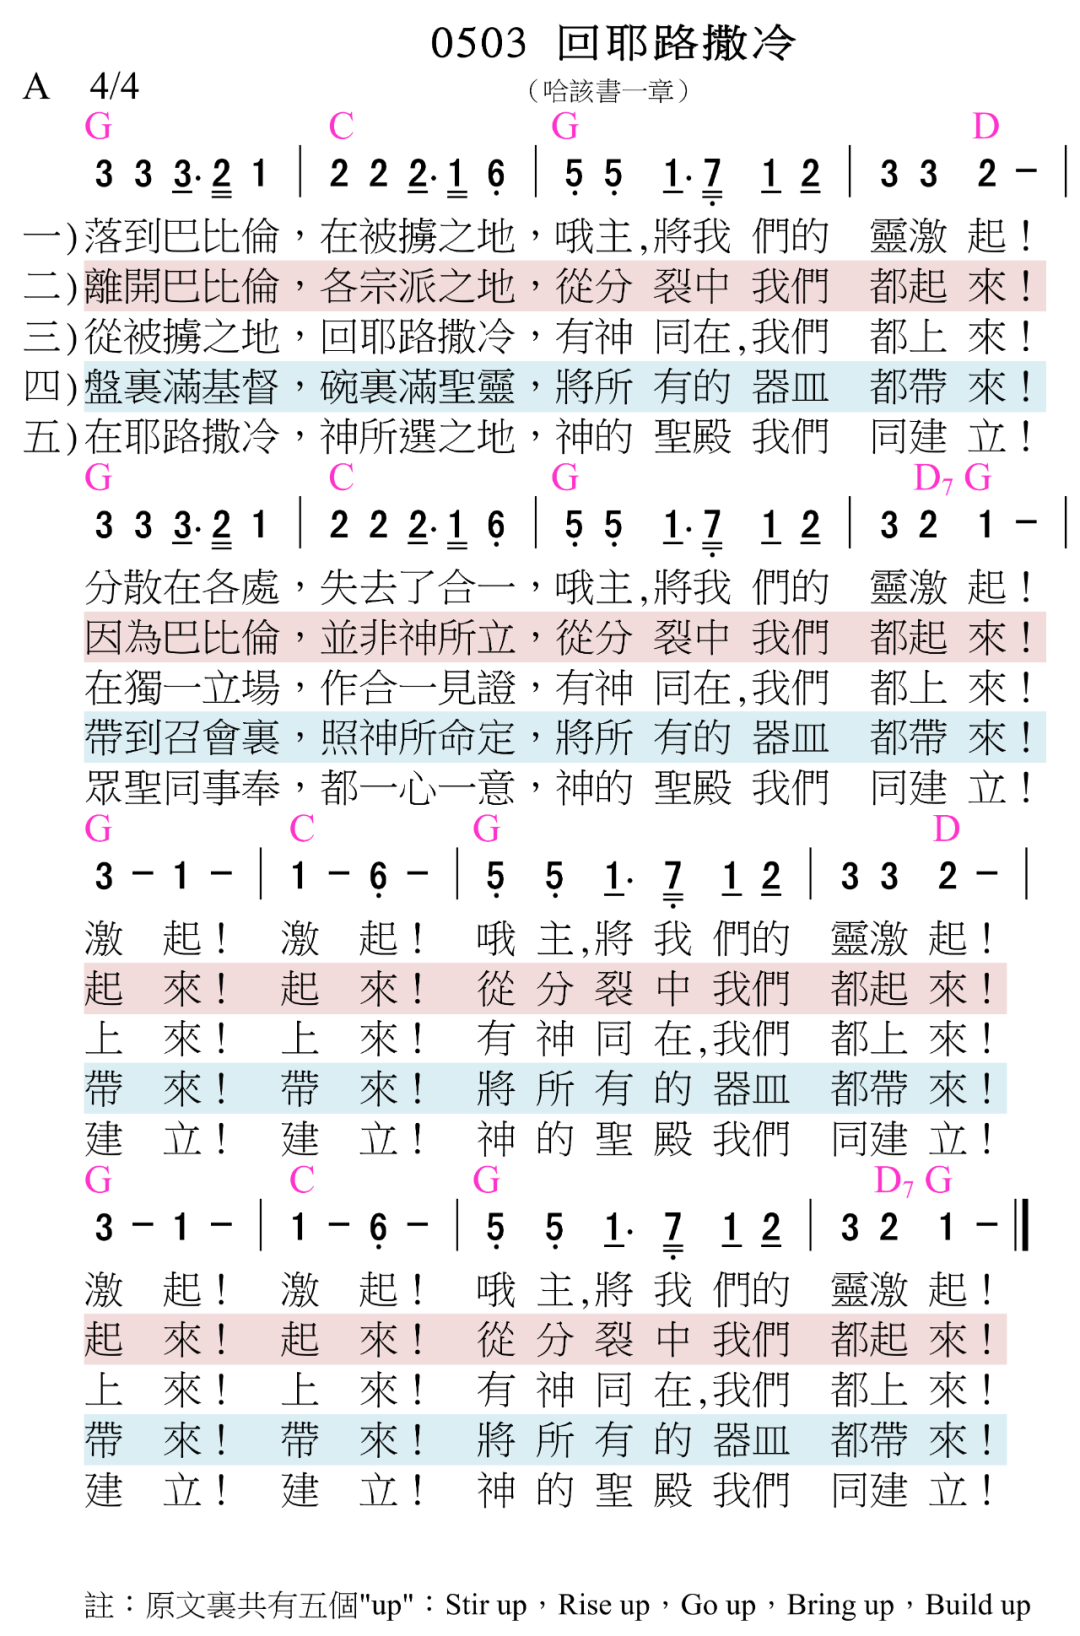 0503 回耶路撒冷
A 4/4 （哈該書一章）
G C G D
3 3 3. 2 1 | 2 2 2. 1 6 | 5 5 1. 7 1 2 | 3 3 2 － |
一)落到巴比倫，在被擄之地，哦主,將我 們的 靈激 起！
二)離開巴比倫，各宗派之地，從分 裂中 我們 都起 來！
三)從被擄之地，回耶路撒冷，有神 同在,我們 都上 來！
四)盤裏滿基督，碗裏滿聖靈，將所 有的 器皿 都帶 來！
五)在耶路撒冷，神所選之地，神的 聖殿 我們 同建 立！
G C G D7 G
3 3 3. 2 1 | 2 2 2. 1 6 | 5 5 1. 7 1 2 | 3 2 1 － |
分散在各處，失去了合一，哦主,將我 們的 靈激 起！
因為巴比倫，並非神所立，從分 裂中 我們 都起 來！
在獨一立場，作合一見證，有神 同在,我們 都上 來！
帶到召會裏，照神所命定，將所 有的 器皿 都帶 來！
眾聖同事奉，都一心一意，神的 聖殿 我們 同建 立！
G C G D
3 － 1 － | 1 － 6 － | 5 5 1. 7 1 2 | 3 3 2 － |
激 起！ 激 起！ 哦 主,將 我 們的 靈激 起！
起 來！ 起 來！ 從 分 裂 中 我們 都起 來！
上 來！ 上 來！ 有 神 同 在,我們 都上 來！
帶 來！ 帶 來！ 將 所 有 的 器皿 都帶 來！
建 立！ 建 立！ 神 的 聖 殿 我們 同建 立！
G C G D7 G
3 － 1 － | 1 － 6 － | 5 5 1. 7 1 2 | 3 2 1 － ‖
激 起！ 激 起！ 哦 主,將 我 們的 靈激 起！
起 來！ 起 來！ 從 分 裂 中 我們 都起 來！
上 來！ 上 來！ 有 神 同 在,我們 都上 來！
帶 來！ 帶 來！ 將 所 有 的 器皿 都帶 來！
建 立！ 建 立！ 神 的 聖 殿 我們 同建 立！
註：原文裏共有五個"up"：Stir up，Rise up，Go up，Bring up，Build up